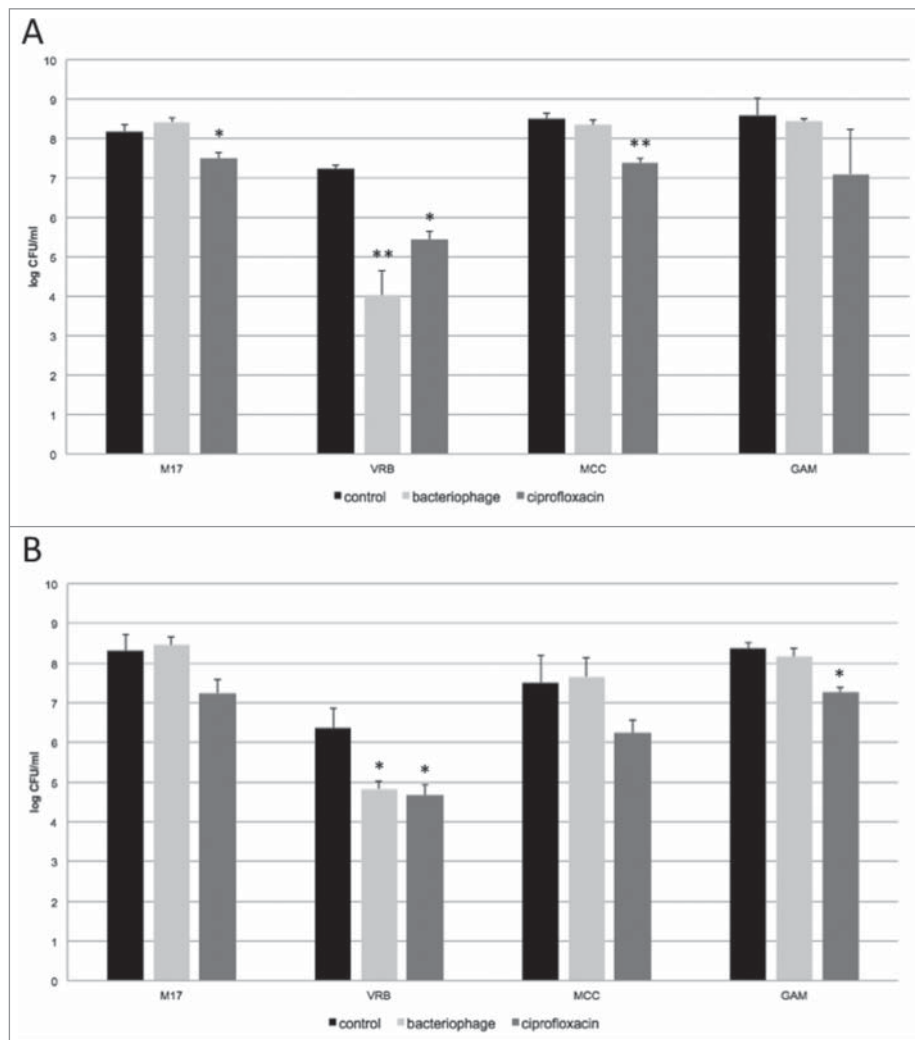 A
10
9
8
7
6
5
4
3
2
1
0
log CFU/ml
*
**
*
**
M17 VRB MCC GAM
control bacteriophage ciprofloxacin
B
10
9
8
7
6
5
4
3
2
1
0
log CFU/ml
* * *
M17 VRB MCC GAM
control bacteriophage ciprofloxacin